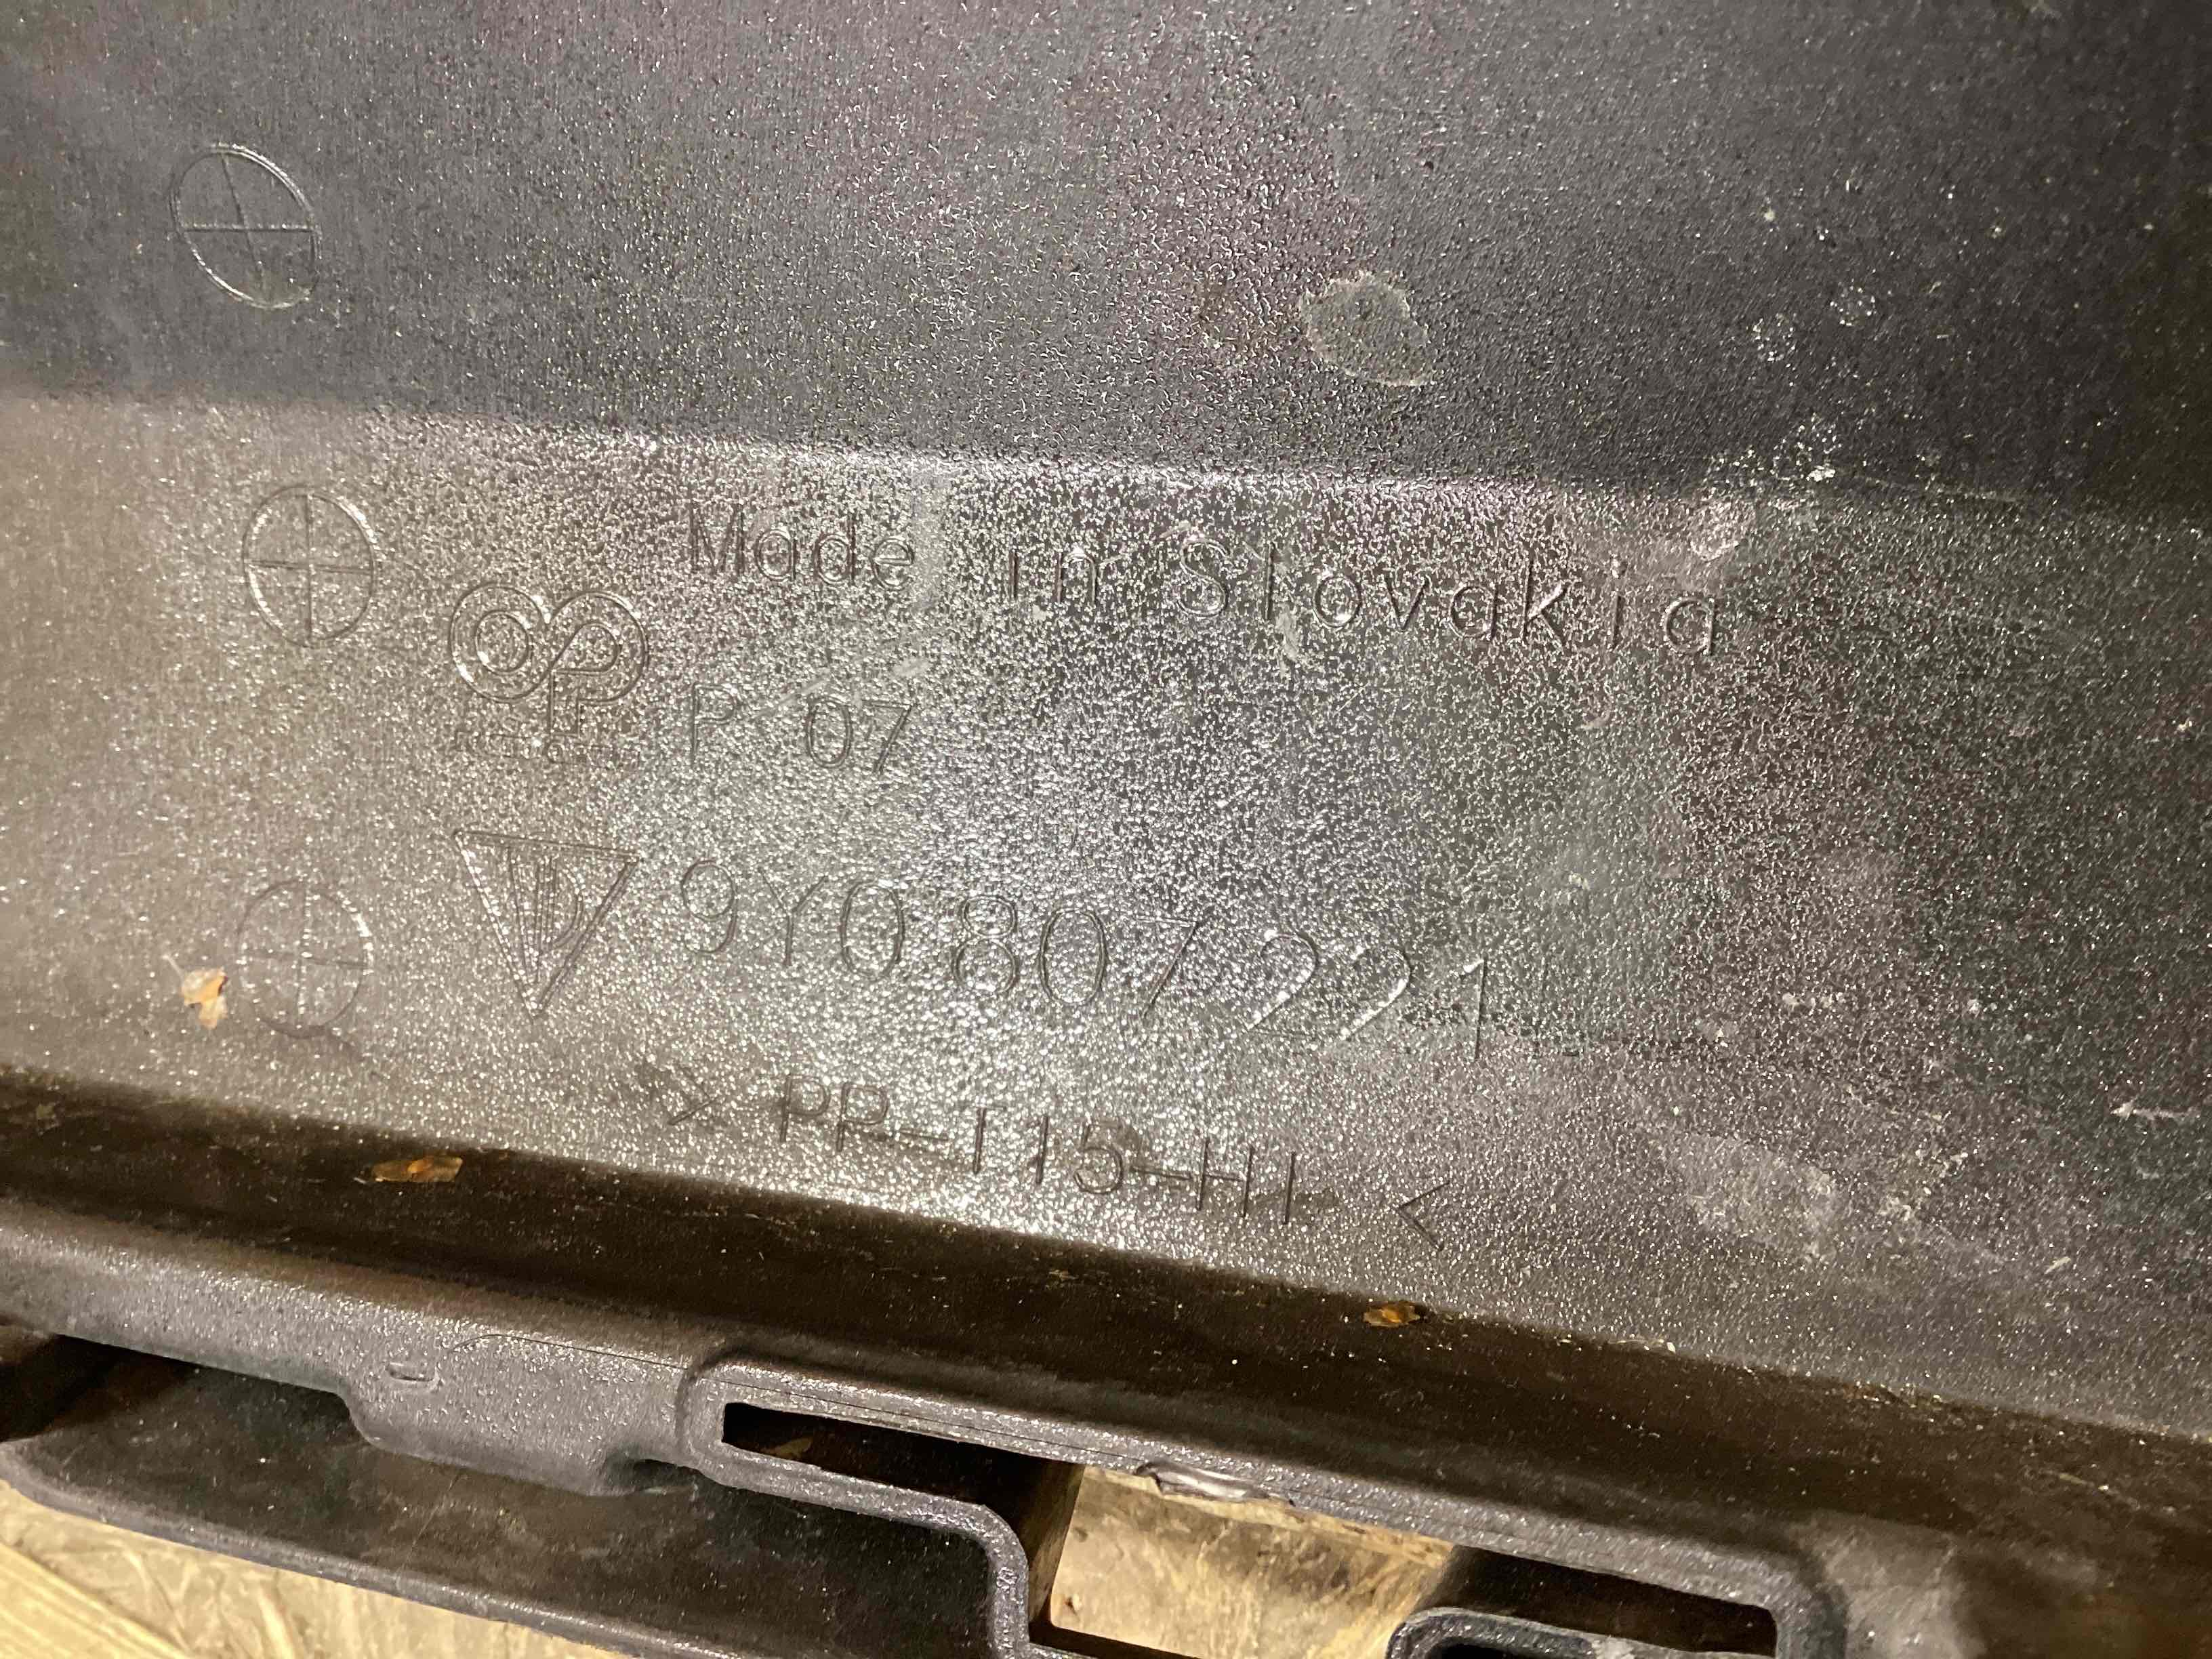 Made in Slovakia
P 07
9Y0 807 221
> PP-T15-HI <